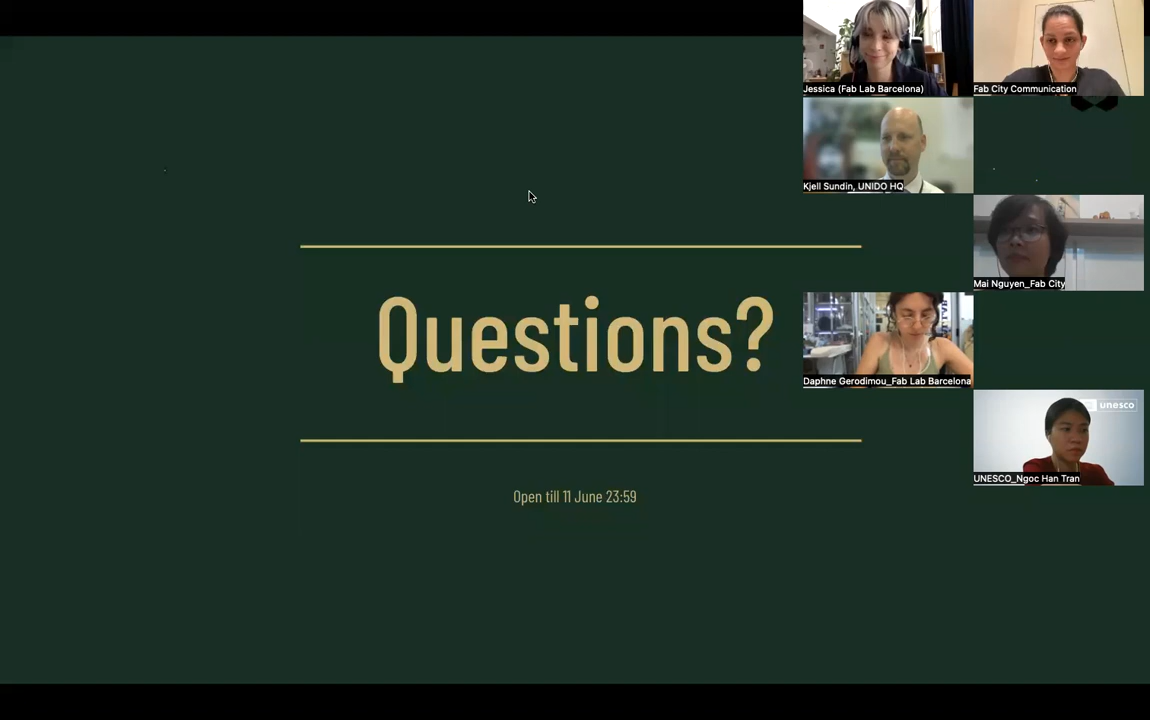 Jessica (Fab Lab Barcelona)
Fab City Communication
Kjell Sundin, UNIDO HQ
Mai Nguyen_Fab City
Questions?
Daphne Gerodimou_Fab Lab Barcelona
unesco
UNESCO_Ngoc Han Tran
Open till 11 June 23:59